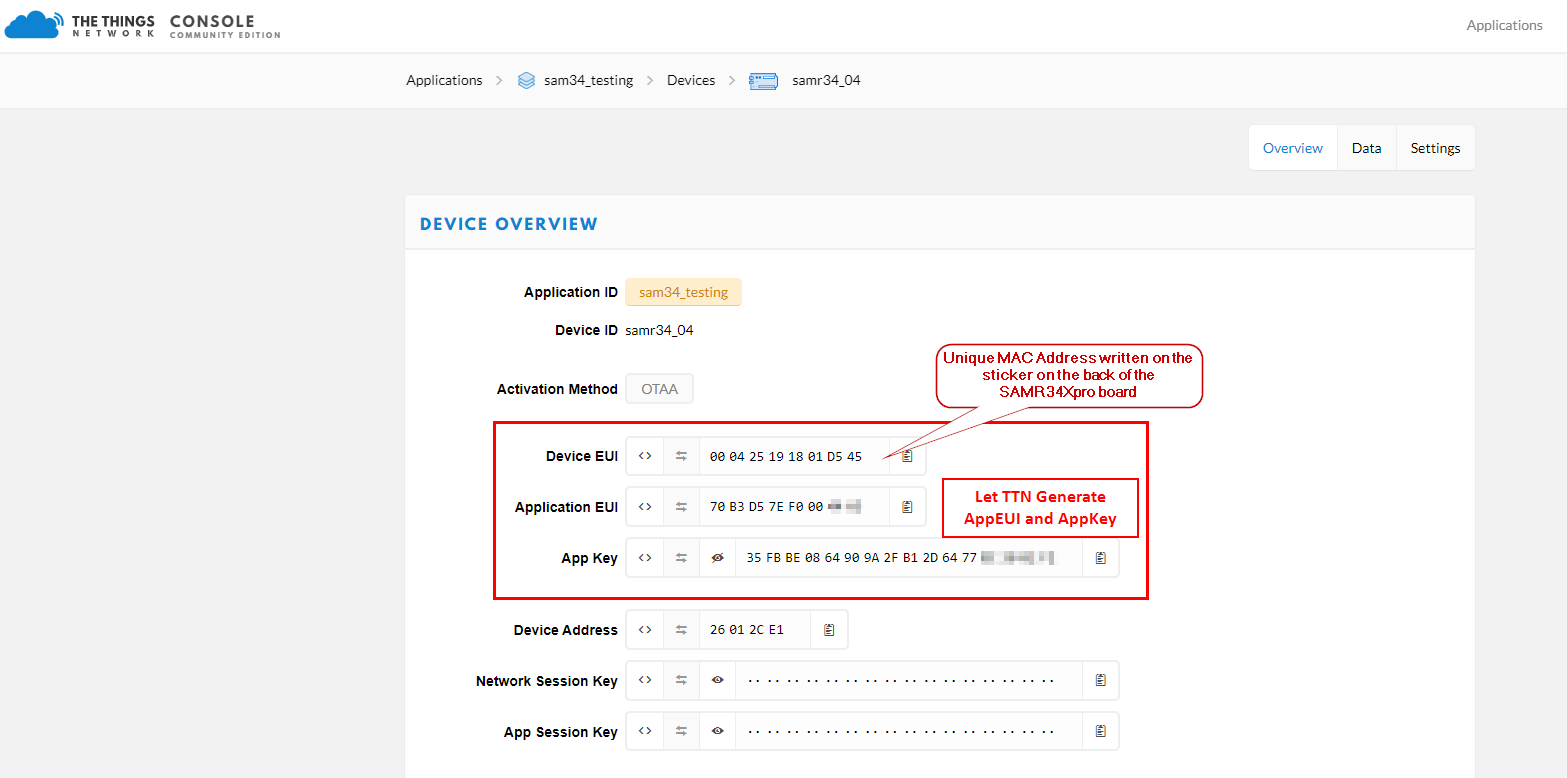 THE THINGS NETWORK CONSOLE COMMUNITY EDITION
Applications
Applications > sam34_testing > Devices > samr34_04
Overview Data Settings
DEVICE OVERVIEW
Application ID sam34_testing
Device ID samr34_04
Activation Method OTAA
Unique MAC Address written on the
sticker on the back of the
SAMR34Xpro board
Device EUI <> 00 04 25 19 18 01 D5 45
Application EUI <> 70 B3 D5 7E F0 00
Let TTN Generate
AppEUI and AppKey
App Key <> 35 FB BE 08 64 90 9A 2F B1 2D 64 77
Device Address <> 26 01 2C E1
Network Session Key <>
App Session Key <>